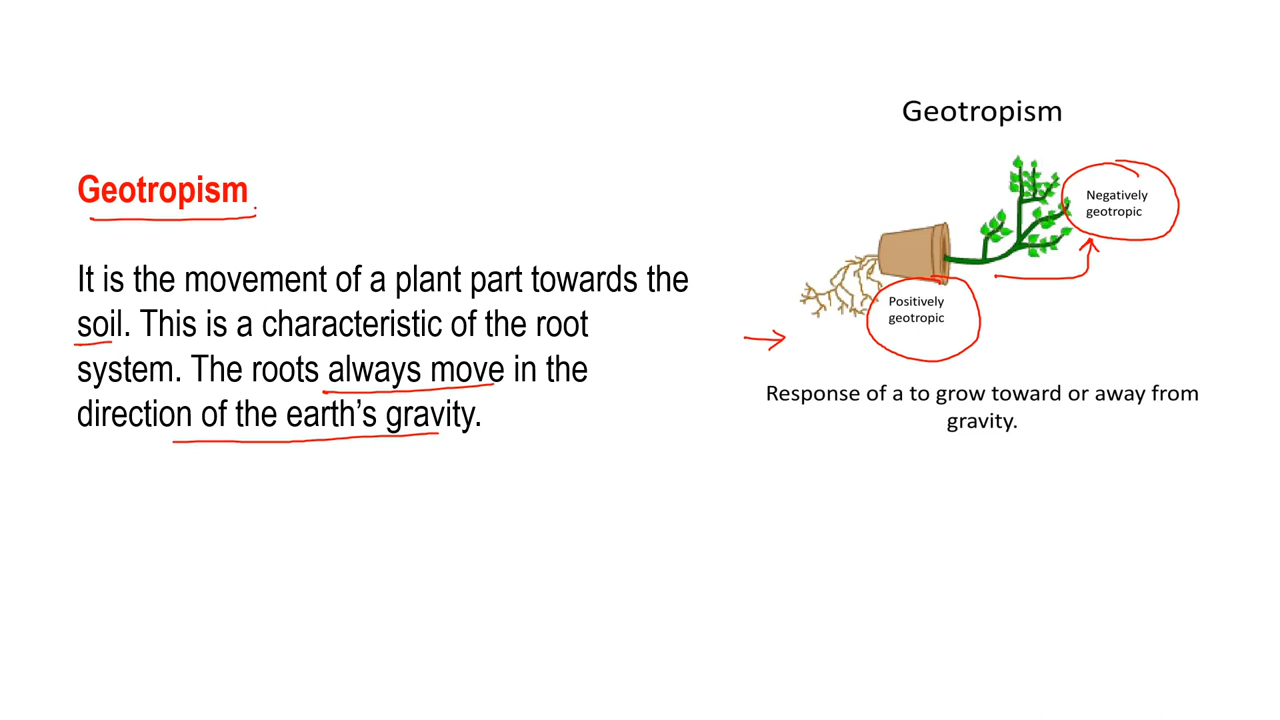 Geotropism
It is the movement of a plant part towards the
soil. This is a characteristic of the root
system. The roots always move in the
direction of the earth's gravity.
Geotropism
Negatively
geotropic
Positively
geotropic
Response of a to grow toward or away from
gravity.